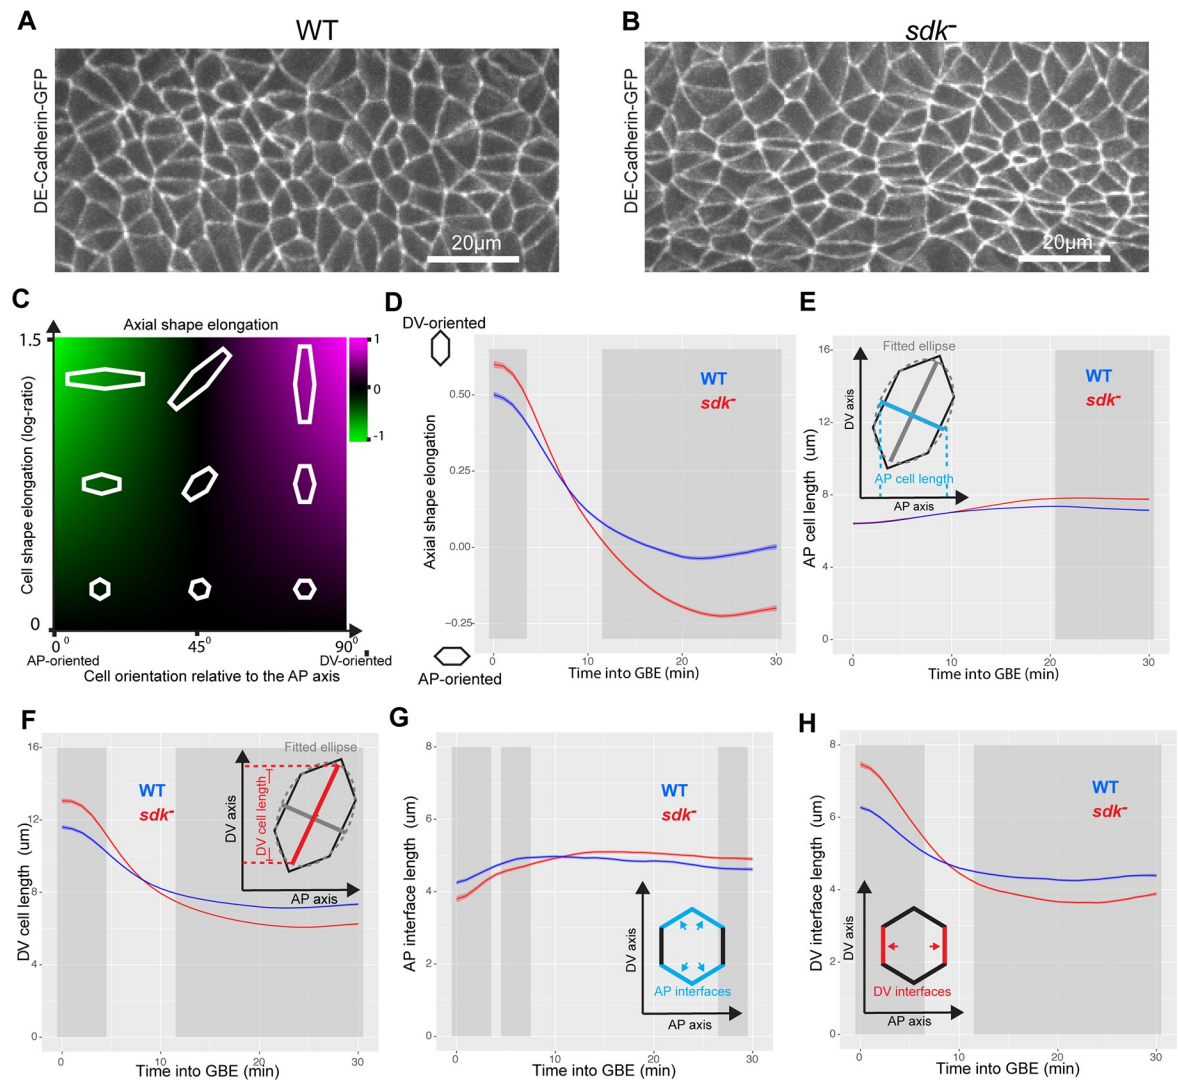 A
WT
DE-Cadherin-GFP
20µm
B
sdk-
DE-Cadherin-GFP
20µm
C
Axial shape elongation
1.5
Cell shape elongation (log-ratio)
0
1
0
-1
0⁰
45⁰
90⁰
AP-oriented
DV-oriented
Cell orientation relative to the AP axis
D
DV-oriented
WT
sdk-
Axial shape elongation
0.50
0.25
0.00
−0.25
AP-oriented
0
10
20
30
Time into GBE (min)
E
Fitted ellipse
WT
sdk-
DV axis
AP cell length
AP axis
AP cell length (um)
16
12
8
4
0
0
10
20
30
Time into GBE (min)
F
Fitted ellipse
WT
sdk-
DV axis
DV cell length
AP axis
DV cell length (um)
16
12
8
4
0
0
10
20
30
Time into GBE (min)
G
WT
sdk-
AP interface length (um)
8
6
4
2
0
DV axis
AP interfaces
AP axis
0
10
20
30
Time into GBE (min)
H
WT
sdk-
DV interface length (um)
8
6
4
2
0
DV axis
DV interfaces
AP axis
0
10
20
30
Time into GBE (min)